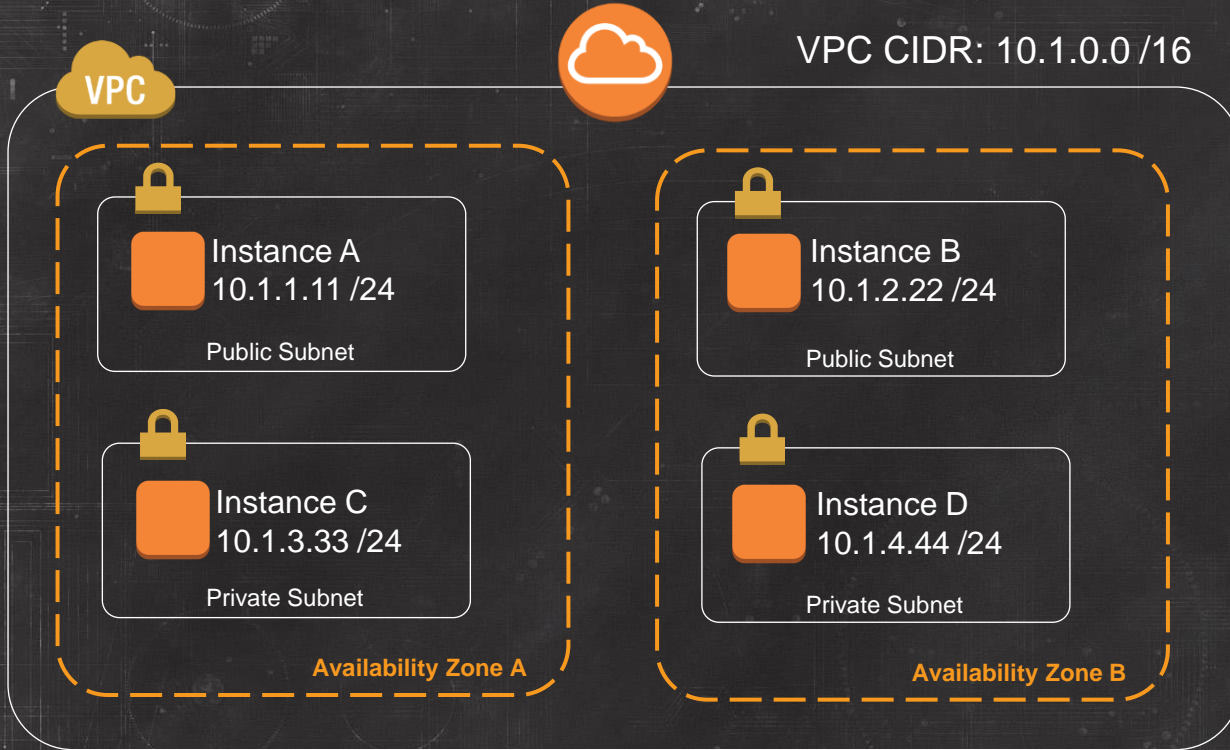 VPC CIDR: 10.1.0.0 /16
VPC
Instance A
10.1.1.11 /24
Public Subnet
Instance B
10.1.2.22 /24
Public Subnet
Instance C
10.1.3.33 /24
Private Subnet
Instance D
10.1.4.44 /24
Private Subnet
Availability Zone A
Availability Zone B